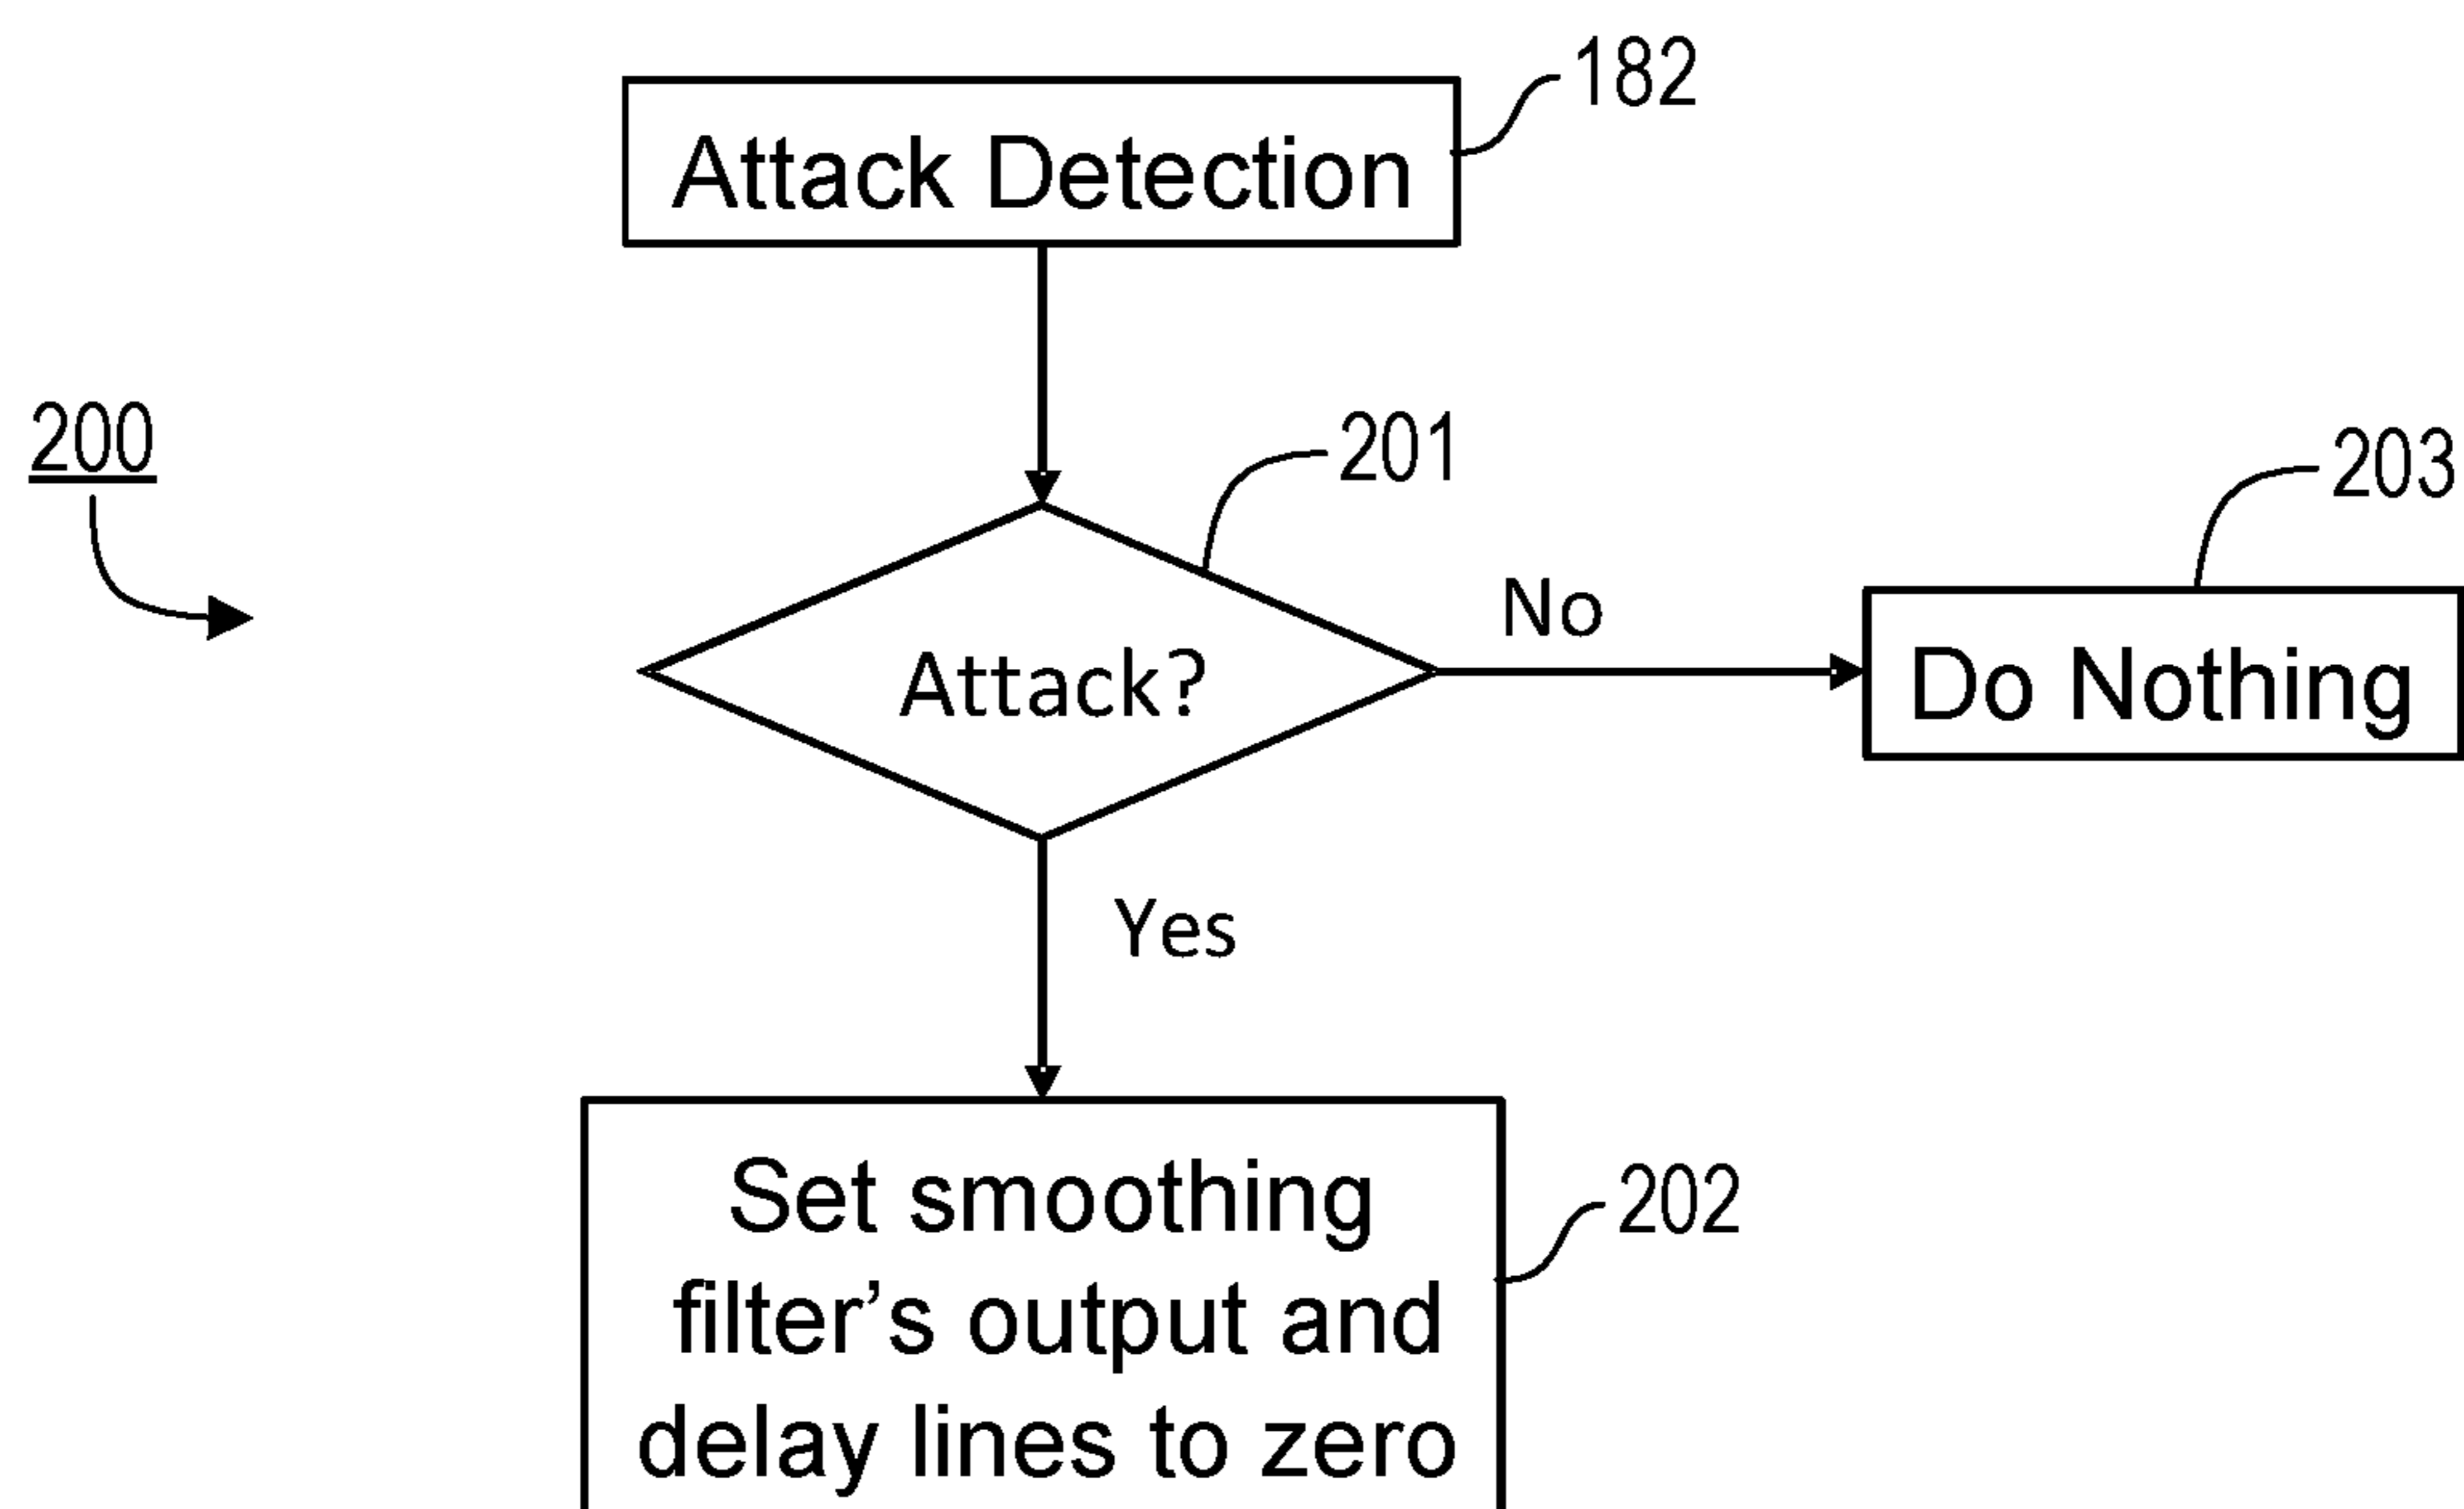 182
Attack Detection
200
201
203
No
Attack?
Do Nothing
Yes
Set smoothing
filter’s output and
delay lines to zero
202